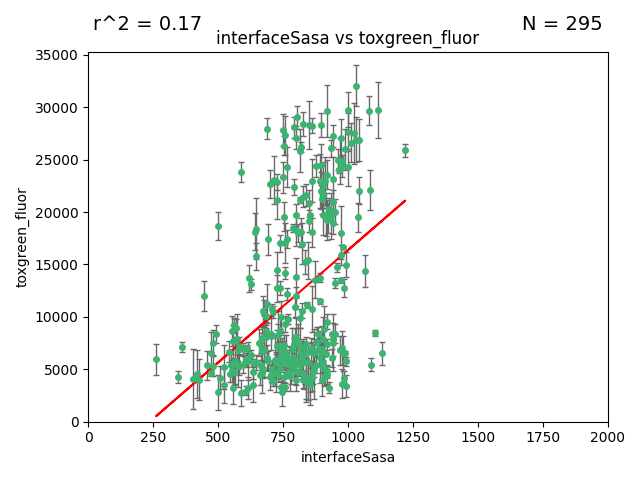 r^2 = 0.17
N = 295
interfaceSasa vs toxgreen_fluor
35000
30000
25000
20000
15000
10000
5000
0
toxgreen_fluor
0 250 500 750 1000 1250 1500 1750 2000
interfaceSasa